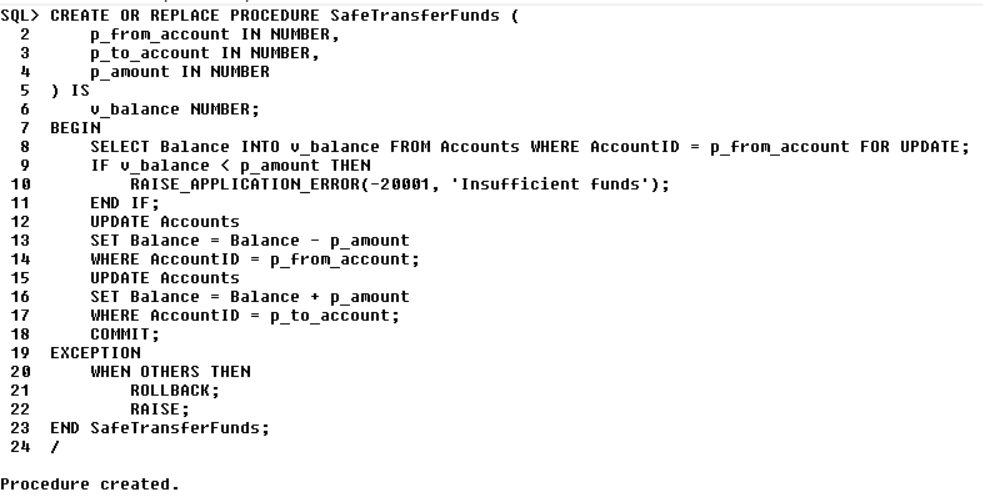 SQL> CREATE OR REPLACE PROCEDURE SafeTransferFunds (
  2      p_from_account IN NUMBER,
  3      p_to_account IN NUMBER,
  4      p_amount IN NUMBER
  5  ) IS
  6      v_balance NUMBER;
  7  BEGIN
  8      SELECT Balance INTO v_balance FROM Accounts WHERE AccountID = p_from_account FOR UPDATE;
  9      IF v_balance < p_amount THEN
 10          RAISE_APPLICATION_ERROR(-20001, 'Insufficient funds');
 11      END IF;
 12      UPDATE Accounts
 13      SET Balance = Balance - p_amount
 14      WHERE AccountID = p_from_account;
 15      UPDATE Accounts
 16      SET Balance = Balance + p_amount
 17      WHERE AccountID = p_to_account;
 18      COMMIT;
 19  EXCEPTION
 20      WHEN OTHERS THEN
 21          ROLLBACK;
 22          RAISE;
 23  END SafeTransferFunds;
 24  /
Procedure created.